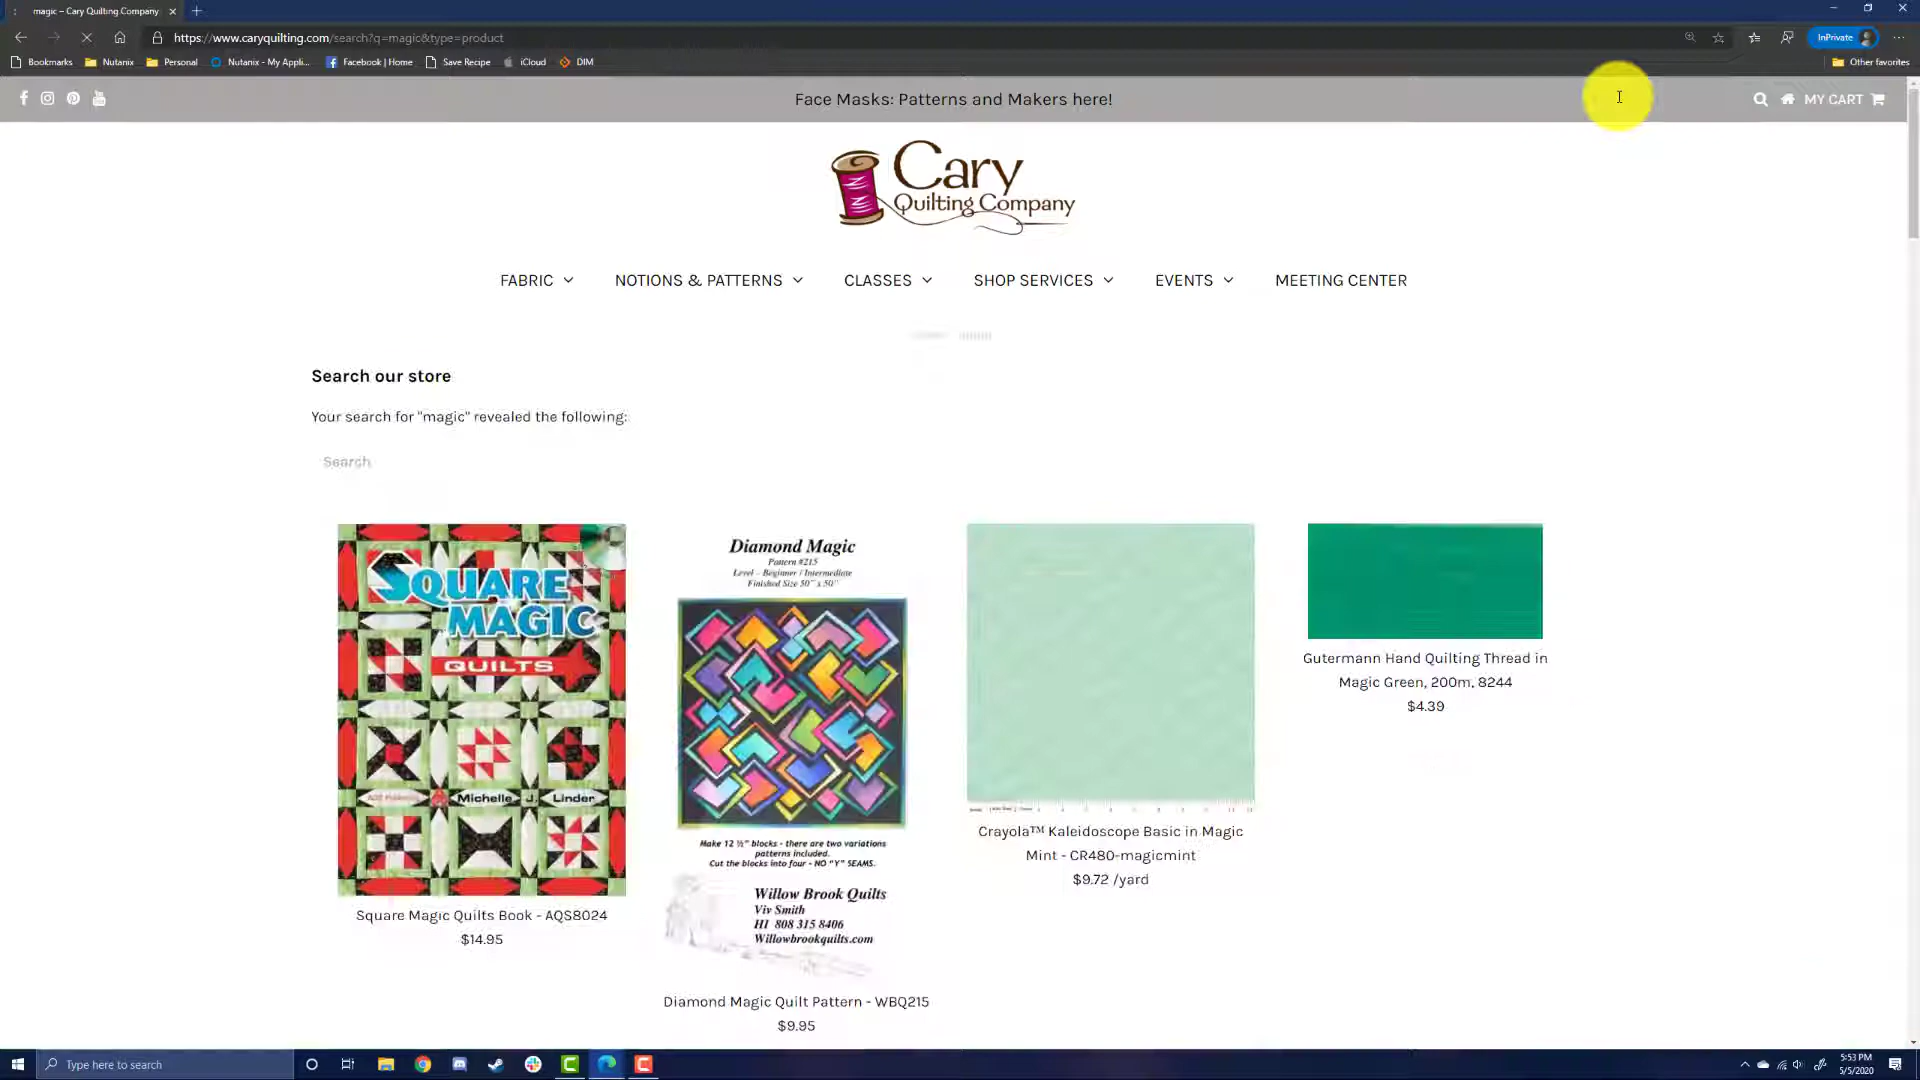 magic – Cary Quilting Company
https://www.caryquilting.com/search?q=magic&type=product
InPrivate
Bookmarks Nutanix Personal Nutanix - My Appli... Facebook | Home Save Recipe iCloud DIM Other favorites
Face Masks: Patterns and Makers here!
MY CART
Cary
Quilting Company
FABRIC NOTIONS & PATTERNS CLASSES SHOP SERVICES EVENTS MEETING CENTER
Search our store
Your search for "magic" revealed the following:
Search
SQUARE
MAGIC
QUILTS
Michelle J. Linder
Square Magic Quilts Book - AQS8024
$14.95
Diamond Magic
Pattern #215
Level - Beginner / Intermediate
Finished Size 50" x 50"
Make 12 ½" blocks - there are two variations
patterns included.
Cut the blocks into four - NO "Y" SEAMS.
Willow Brook Quilts
Viv Smith
HI 808 315 8406
Willowbrookquilts.com
Diamond Magic Quilt Pattern - WBQ215
$9.95
Crayola™ Kaleidoscope Basic in Magic
Mint - CR480-magicmint
$9.72 /yard
Gutermann Hand Quilting Thread in
Magic Green, 200m, 8244
$4.39
Type here to search
5:53 PM
5/5/2020